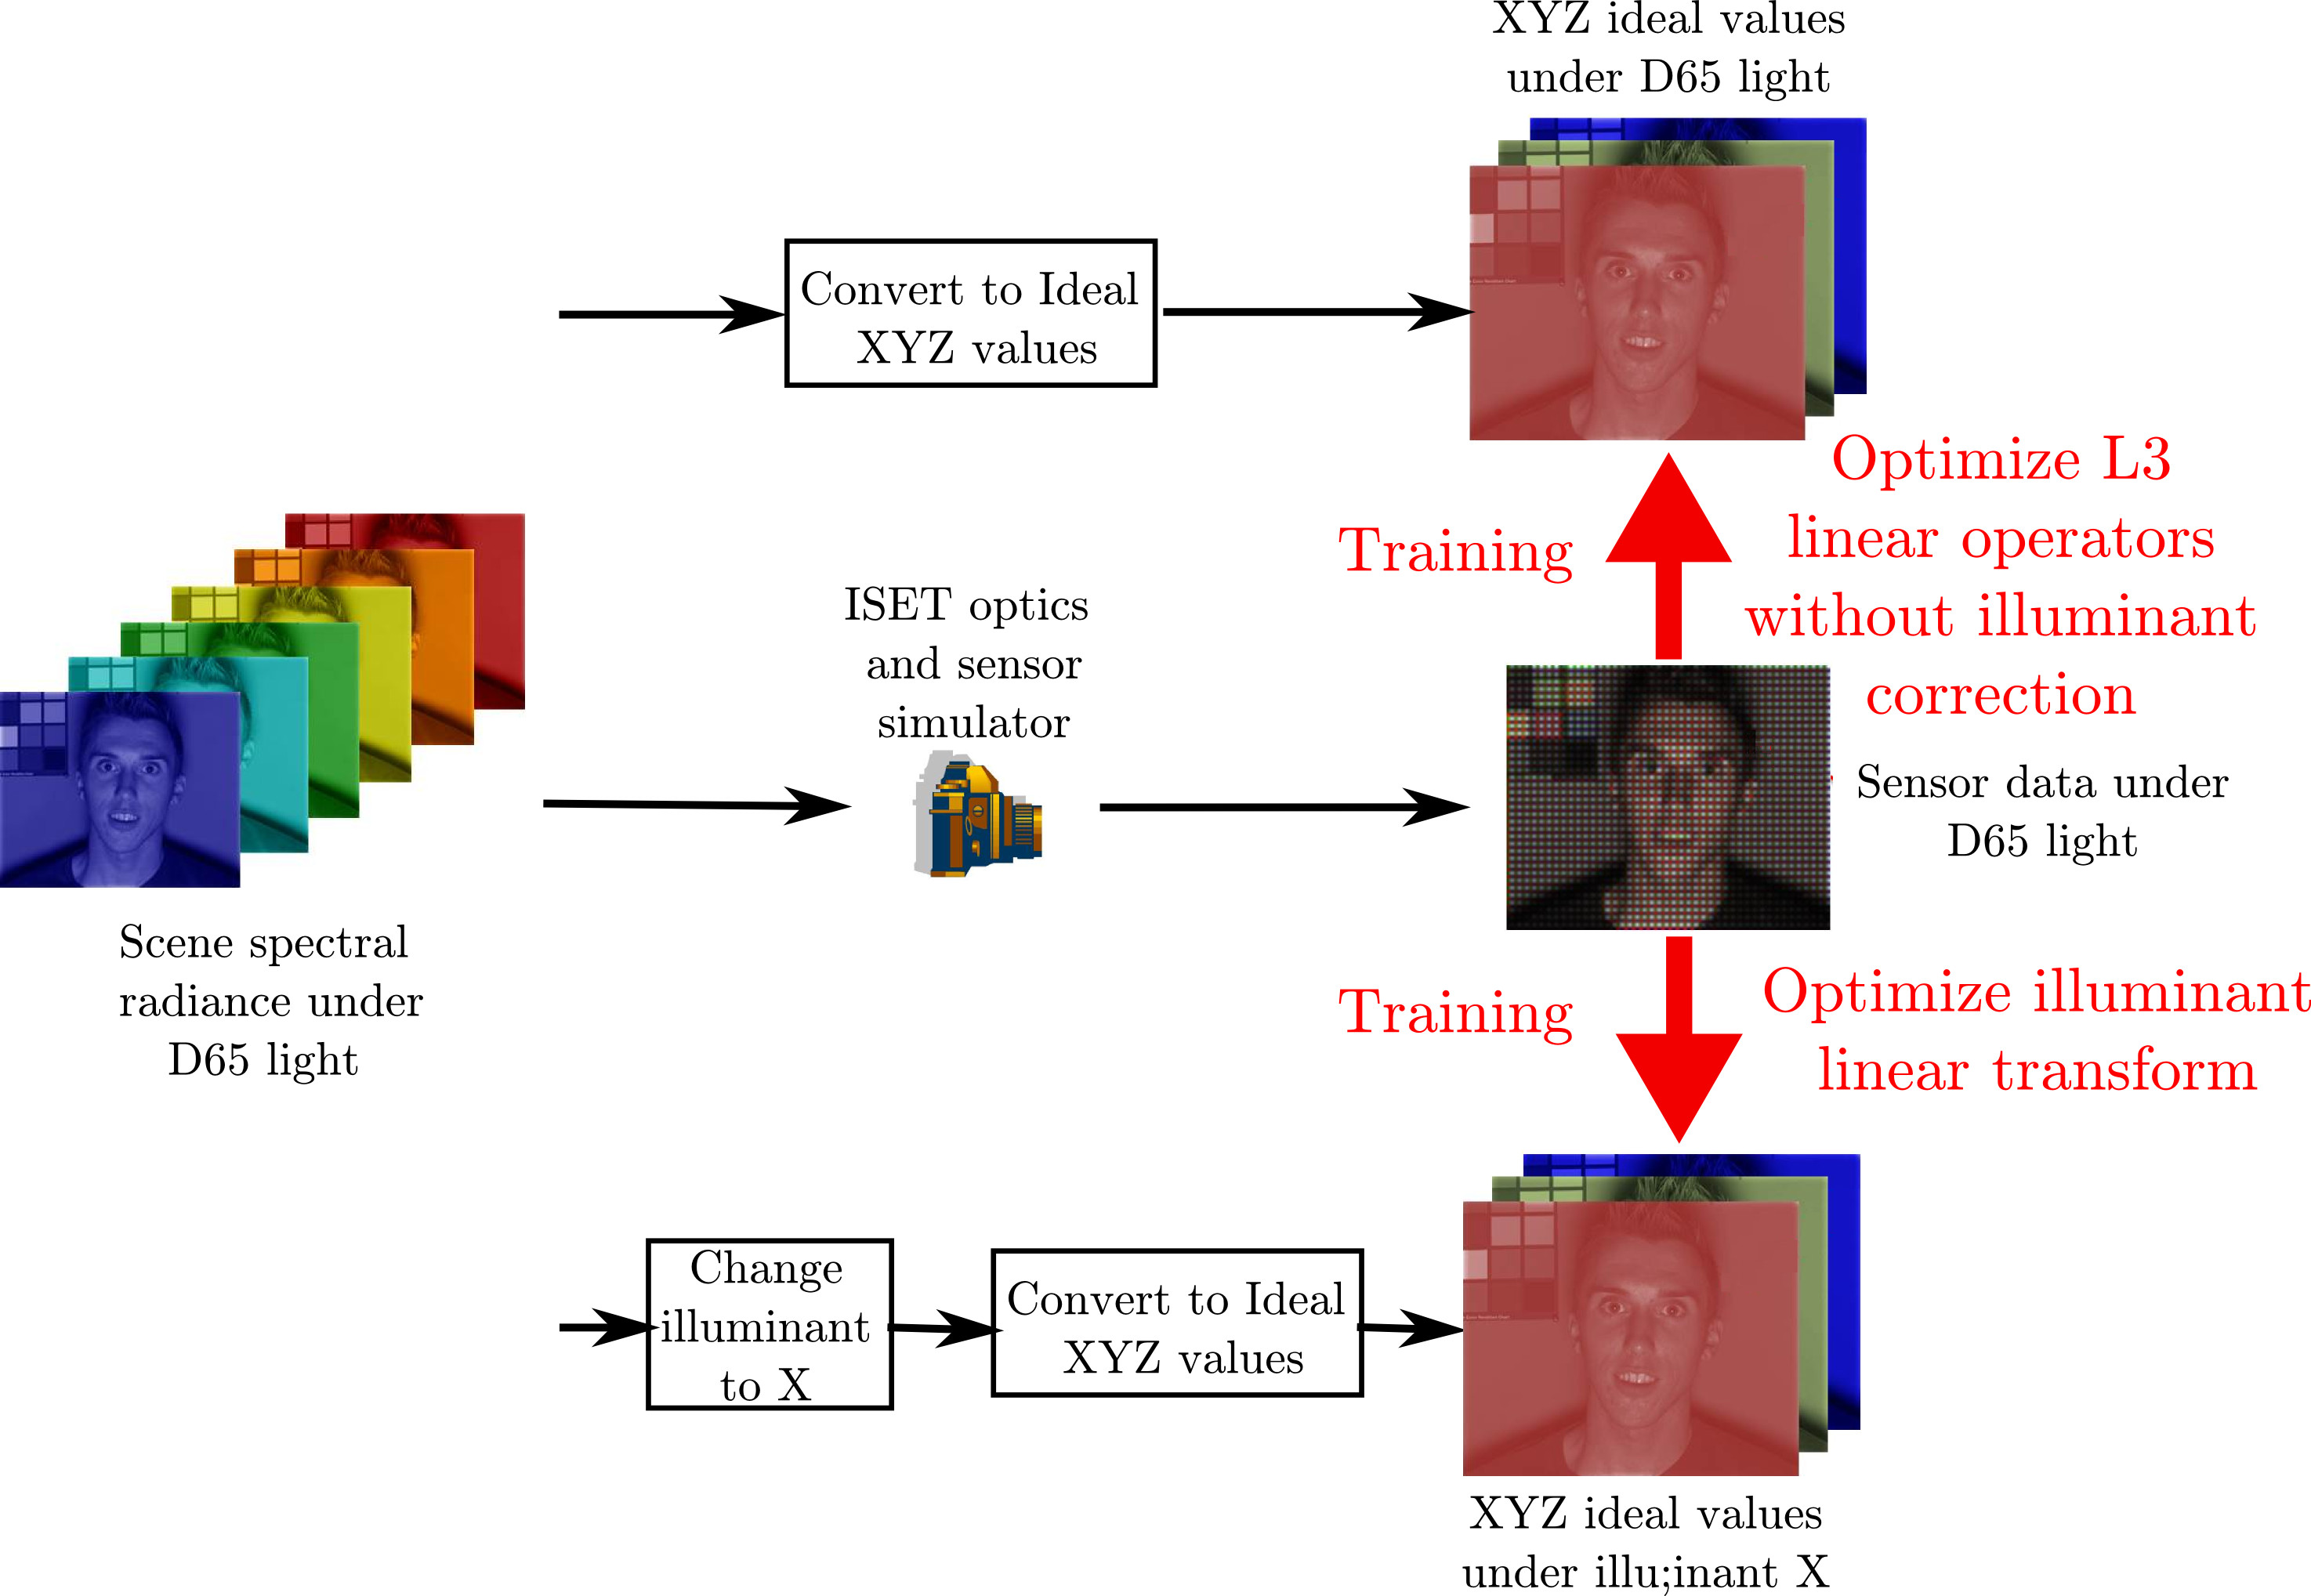 XYZ ideal values
under D65 light
Convert to Ideal
XYZ values
Optimize L3
linear operators
without illuminant
correction
Training
ISET optics
and sensor
simulator
Sensor data under
D65 light
Scene spectral
radiance under
D65 light
Training
Optimize illuminant
linear transform
Change
illuminant
to X
Convert to Ideal
XYZ values
XYZ ideal values
under illu;inant X